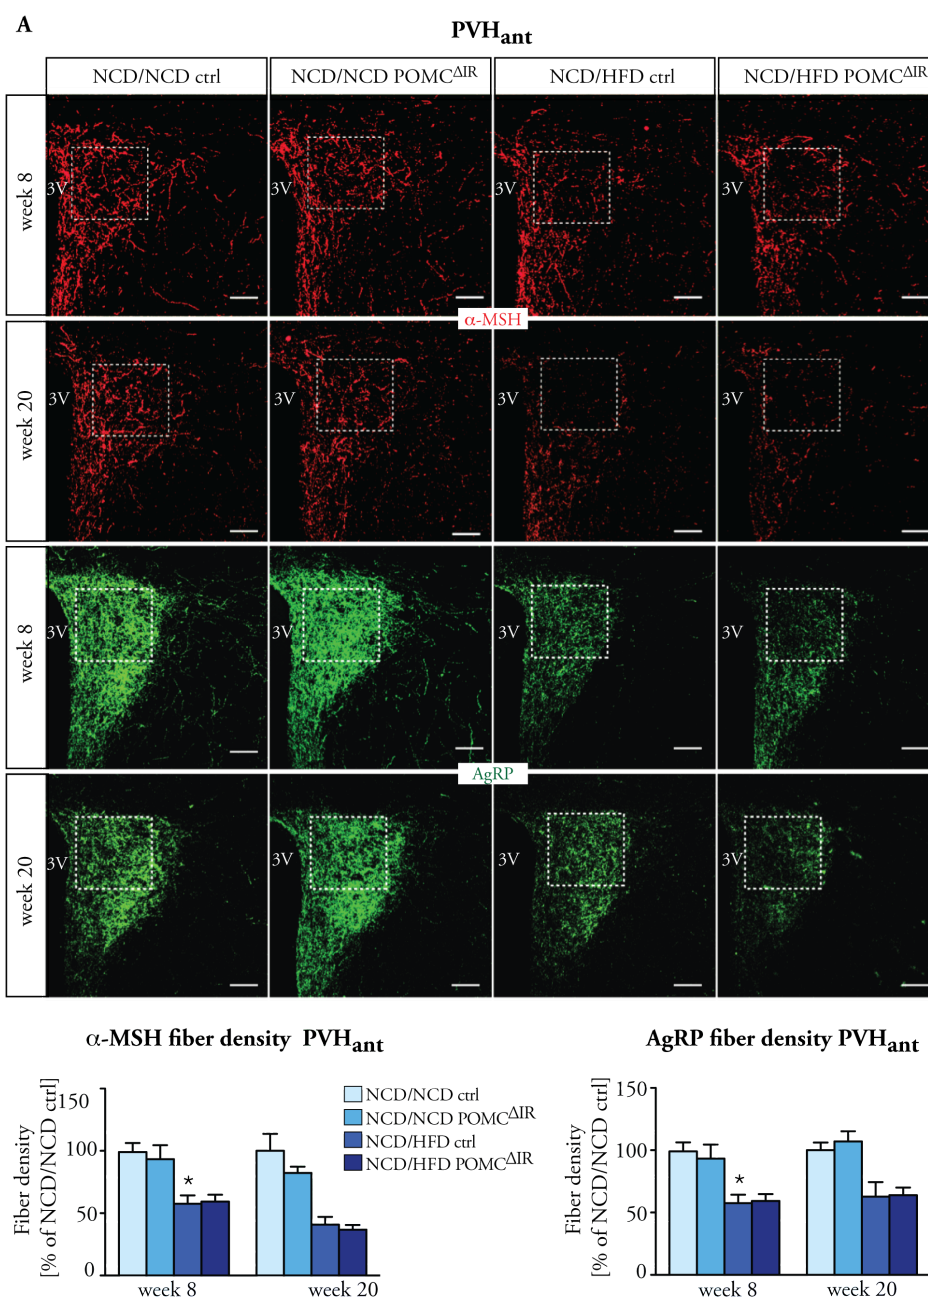 A
PVHant
NCD/NCD ctrl
NCD/NCD POMCΔIR
NCD/HFD ctrl
NCD/HFD POMCΔIR
week 8
3V
3V
3V
3V
α-MSH
week 20
3V
3V
3V
3V
week 8
3V
3V
3V
3V
AgRP
week 20
3V
3V
3V
3V
α-MSH fiber density PVHant
Fiber density
[% of NCD/NCD ctrl]
150
100
50
0
*
week 8
week 20
NCD/NCD ctrl
NCD/NCD POMCΔIR
NCD/HFD ctrl
NCD/HFD POMCΔIR
AgRP fiber density PVHant
Fiber density
[% of NCD/NCD ctrl]
150
100
50
0
*
week 8
week 20